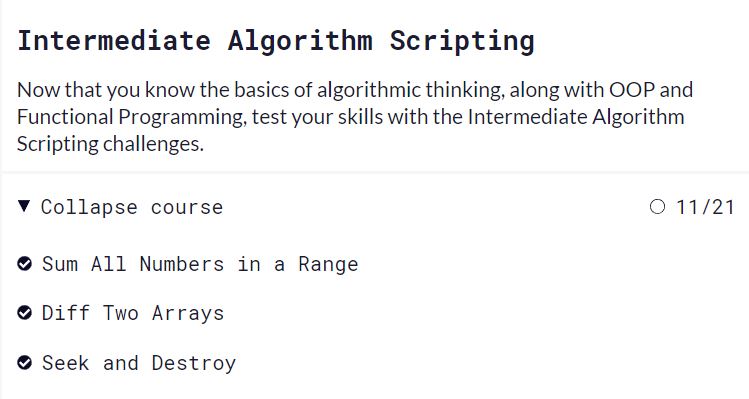 Intermediate Algorithm Scripting
Now that you know the basics of algorithmic thinking, along with OOP and
Functional Programming, test your skills with the Intermediate Algorithm
Scripting challenges.
Collapse course 11/21
Sum All Numbers in a Range
Diff Two Arrays
Seek and Destroy